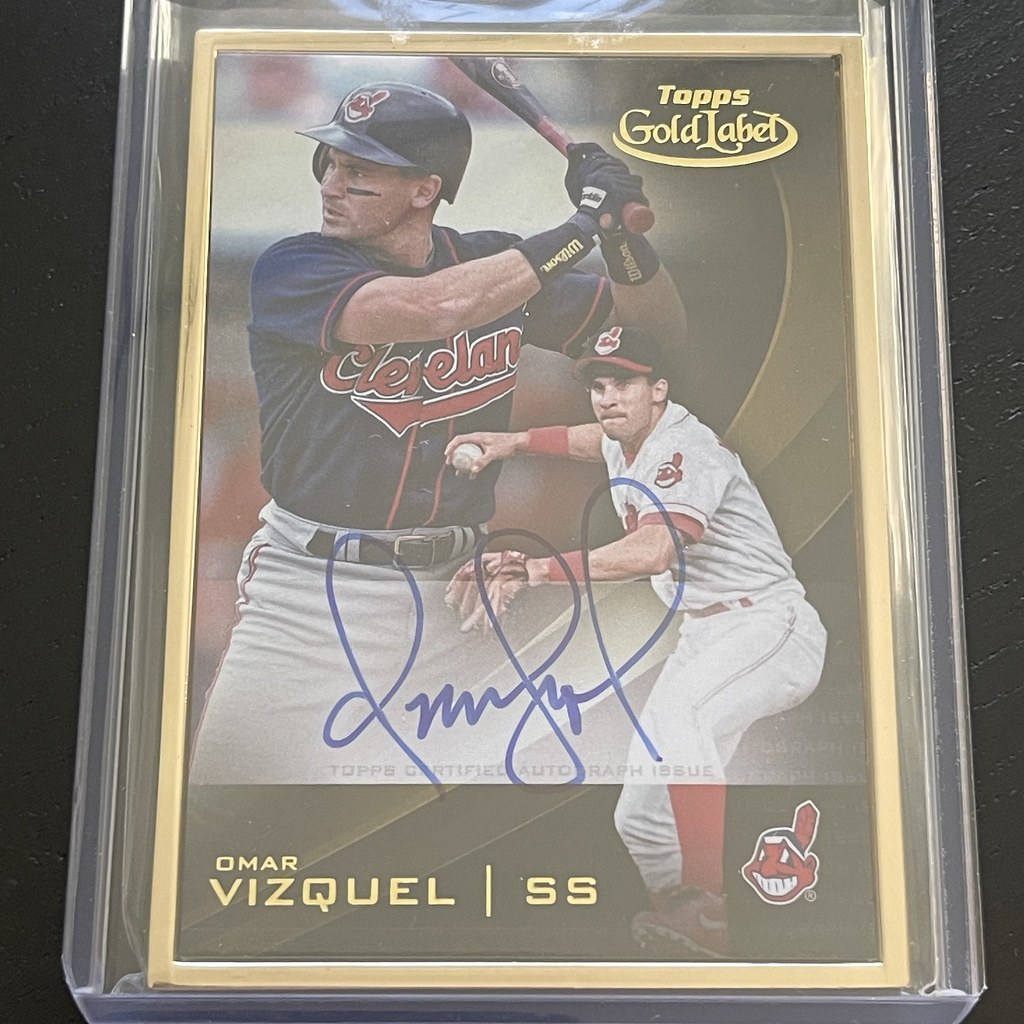 Topps
Gold Label
Wilson
Wilson
Cleveland
TOPPS CERTIFIED AUTOGRAPH ISSUE
OMAR
VIZQUEL | SS
®